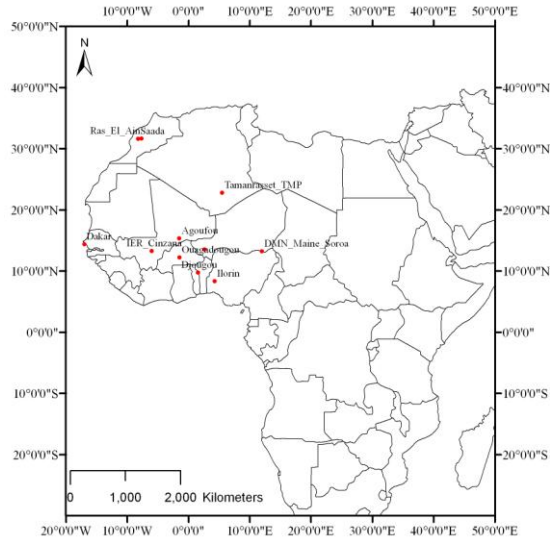 10°0'0"W 0°0'0" 10°0'0"E 20°0'0"E 30°0'0"E 40°0'0"E 50°0'0"E
50°0'0"N 50°0'0"N
N
40°0'0"N 40°0'0"N
Ras_El_AinSaada
30°0'0"N 30°0'0"N
Tamanrasset_TMP
20°0'0"N 20°0'0"N
Agoufou
Dakar
IER_Cinzana
DMN_Maine_Soroa
Ouagadougou
Djougou
Ilorin
10°0'0"N 10°0'0"N
0°0'0" 0°0'0"
10°0'0"S 10°0'0"S
20°0'0"S 20°0'0"S
0 1,000 2,000 Kilometers
20°0'0"W 10°0'0"W 0°0'0" 10°0'0"E 20°0'0"E 30°0'0"E 40°0'0"E 50°0'0"E